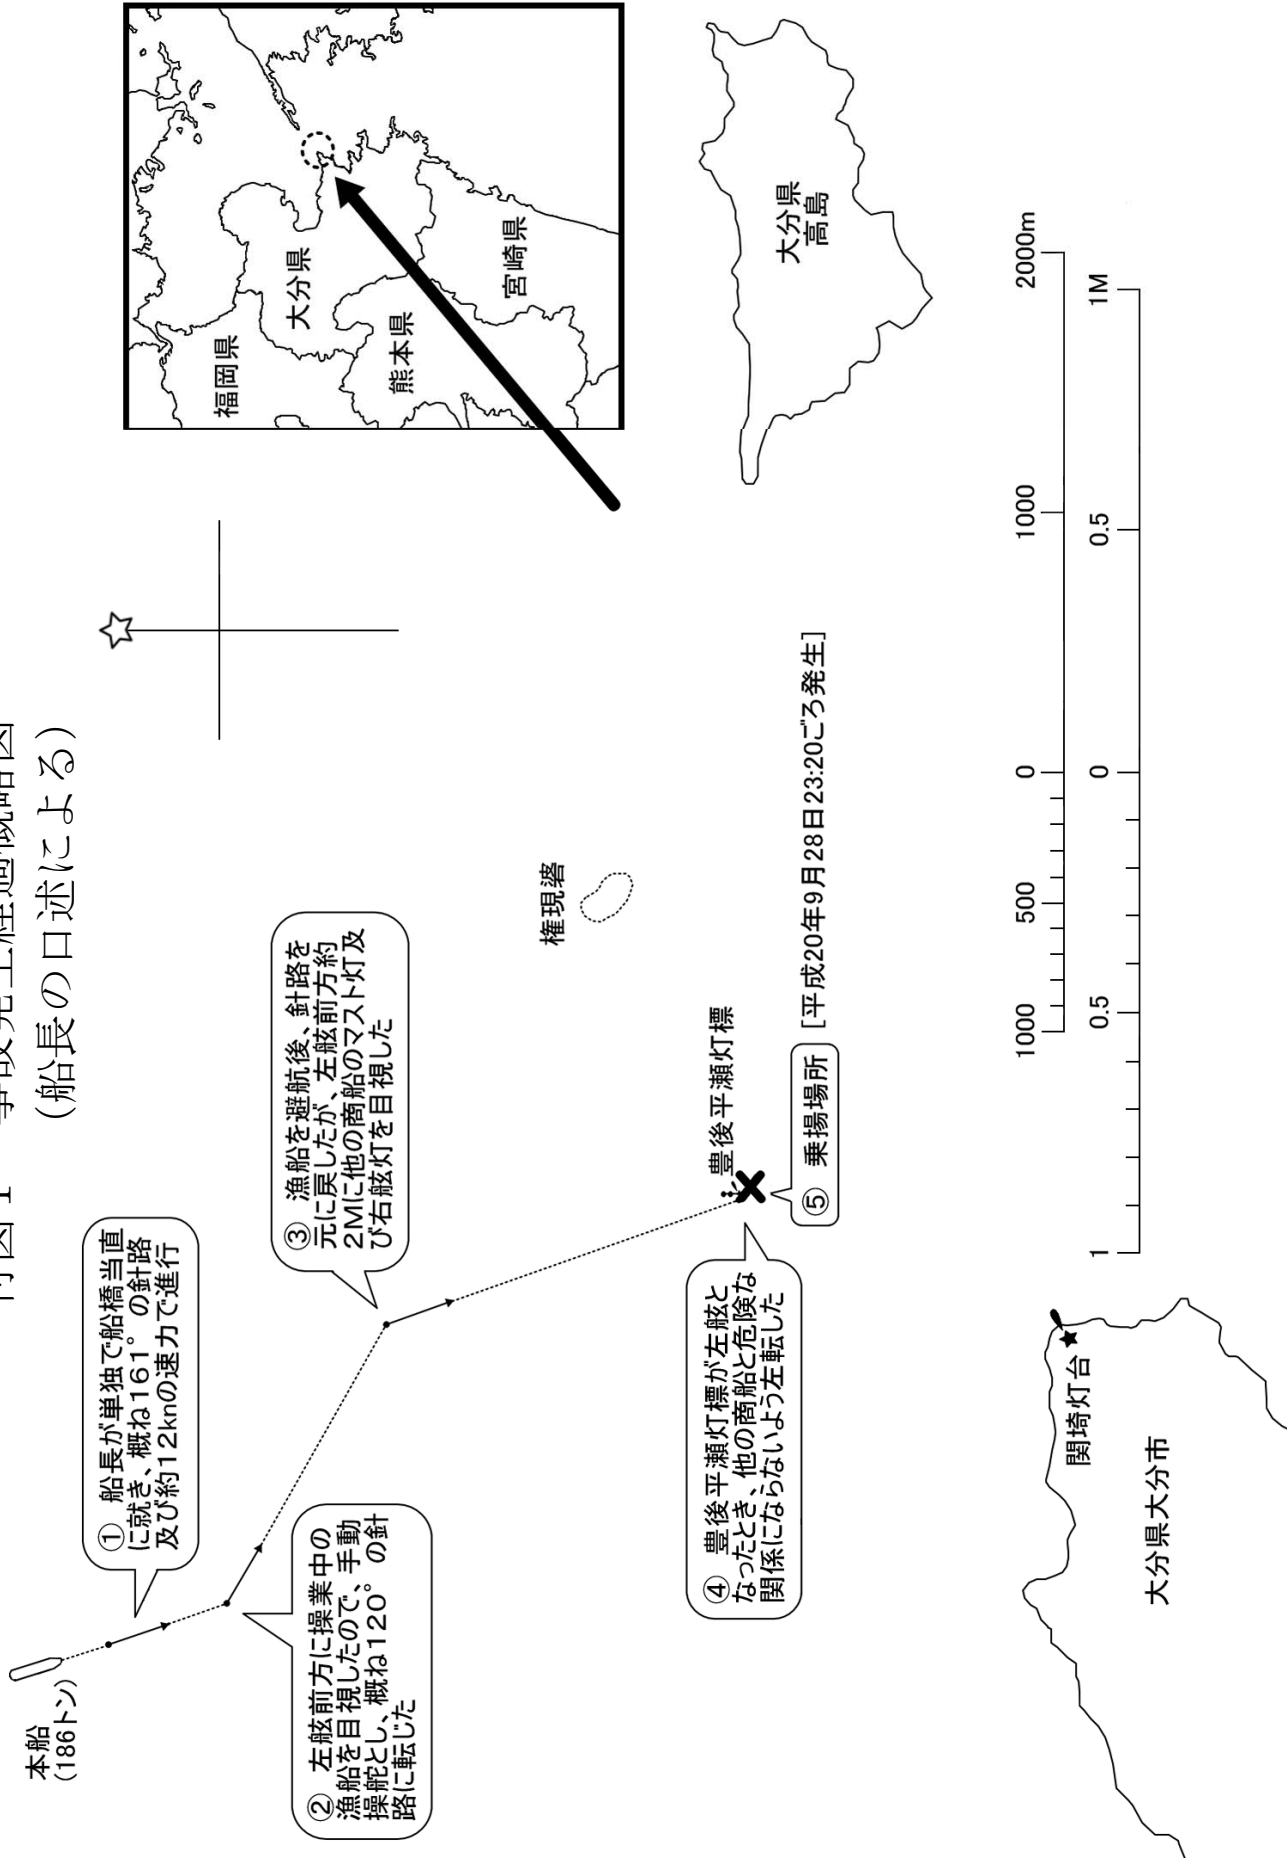 (船長の口述による)
本船
(186トン)
① 船長が単独で船橋当直
に就き、概ね161°の針路
及び約12knの速力で進行
② 左舷前方に操業中の
漁船を目視したので、手動
操舵とし、概ね120°の針
路に転じた
③ 漁船を避航後、針路を
元に戻したが、左舷前方約
2Mに他の商船のマスト灯及
び右舷灯を目視した
④ 豊後平瀬灯標が左舷と
なったとき、他の商船と危険な
関係にならないよう左転した
豊後平瀬灯標
⑤ 乗揚場所
[平成20年9月28日23:20ごろ発生]
権現碆
福岡県
大分県
熊本県
宮崎県
大分県
高島
関埼灯台
大分県大分市
1000
500
0
1000
2000m
1
0.5
0
0.5
1M